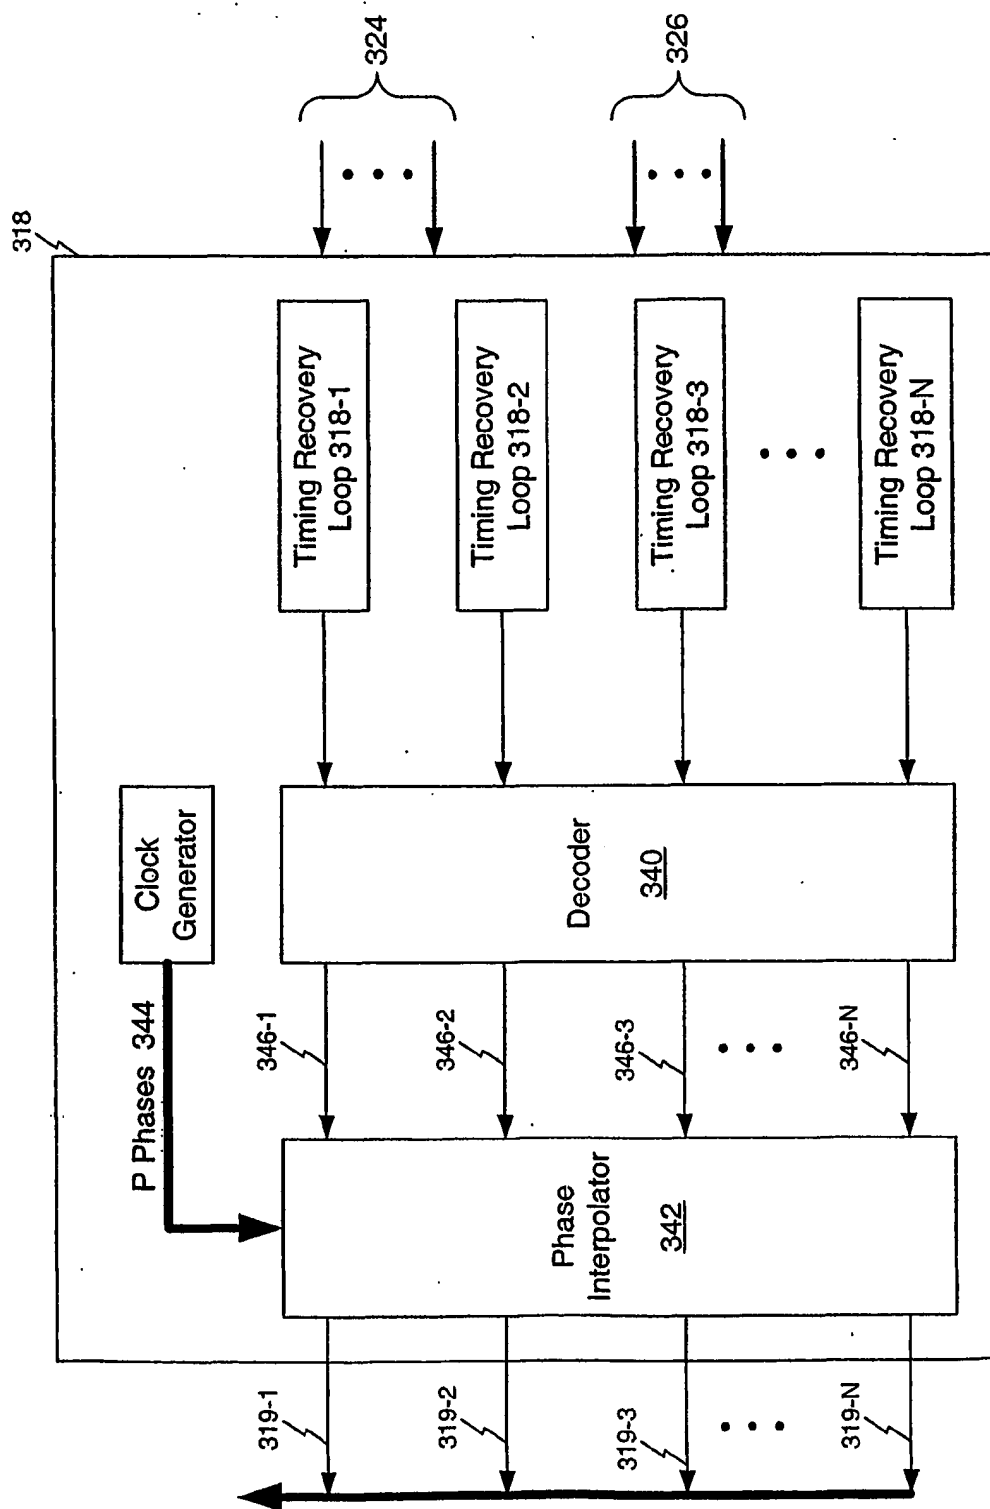 318
324
326
Timing Recovery
Loop 318-1
Timing Recovery
Loop 318-2
Timing Recovery
Loop 318-3
Timing Recovery
Loop 318-N
Clock
Generator
P Phases 344
Decoder
340
346-1
346-2
346-3
346-N
Phase
Interpolator
342
319-1
319-2
319-3
319-N